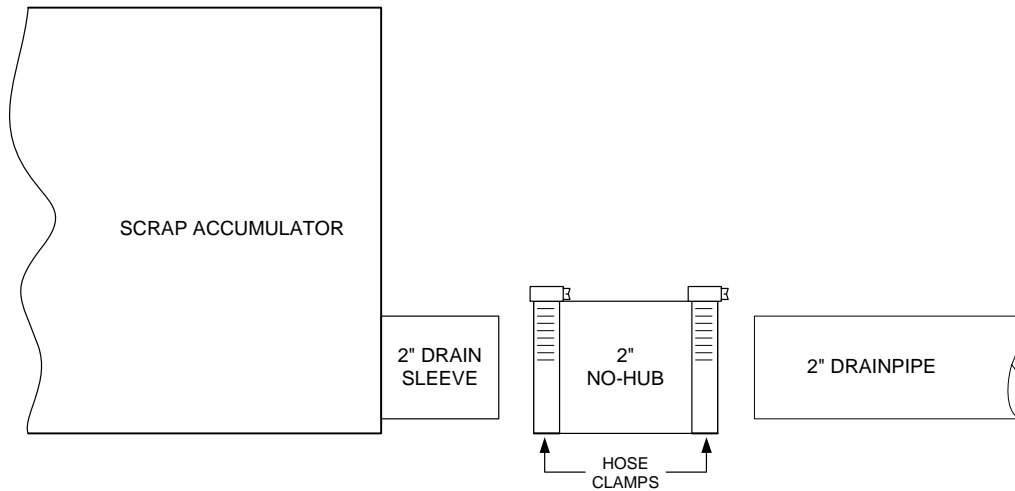 SCRAP ACCUMULATOR
2" DRAIN
SLEEVE
2"
NO-HUB
2" DRAINPIPE
HOSE
CLAMPS